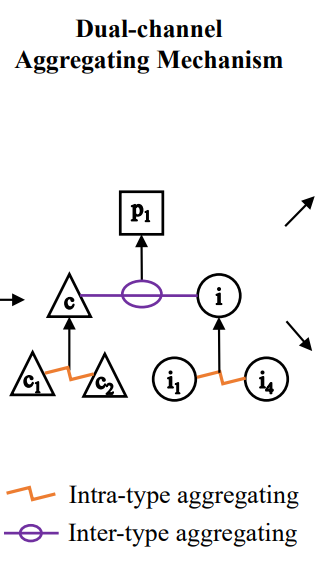 Dual-channel
Aggregating Mechanism
p₁
c
i
c₁
c₂
i₁
i₄
Intra-type aggregating
Inter-type aggregating